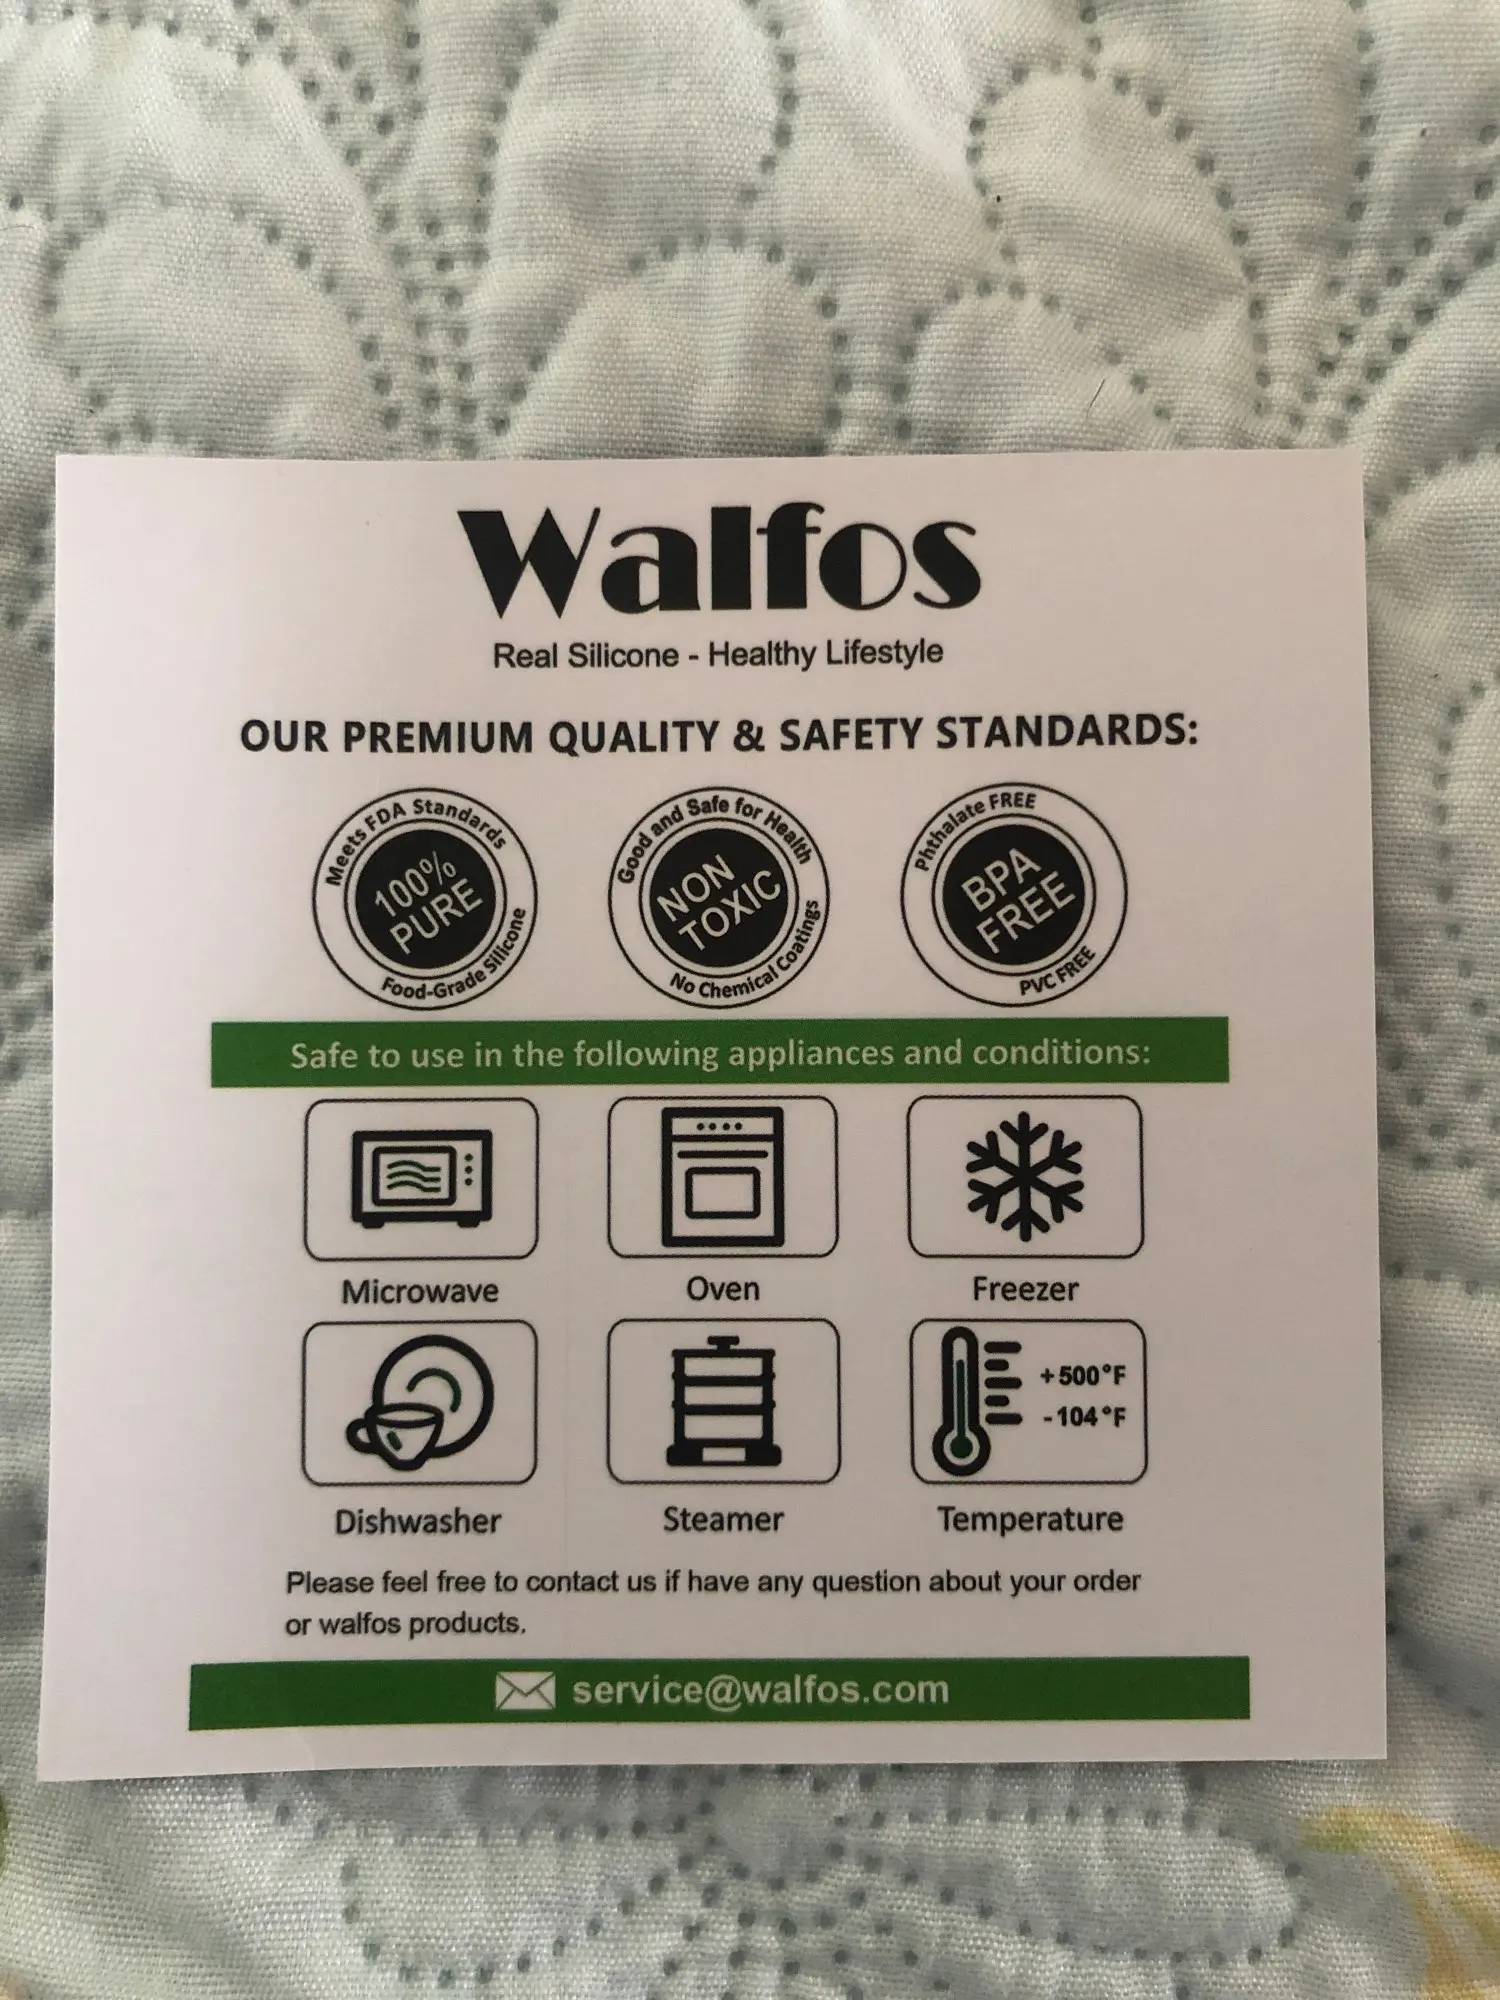 Walfos
Real Silicone - Healthy Lifestyle
OUR PREMIUM QUALITY & SAFETY STANDARDS:
Meets FDA Standards
100%
PURE
Food-Grade Silicone
Good and Safe for Health
NON
TOXIC
No Chemical Coatings
Phthalate FREE
BPA
FREE
PVC FREE
Safe to use in the following appliances and conditions:
Microwave
Oven
Freezer
+500°F
-104°F
Dishwasher
Steamer
Temperature
Please feel free to contact us if have any question about your order
or walfos products.
service@walfos.com